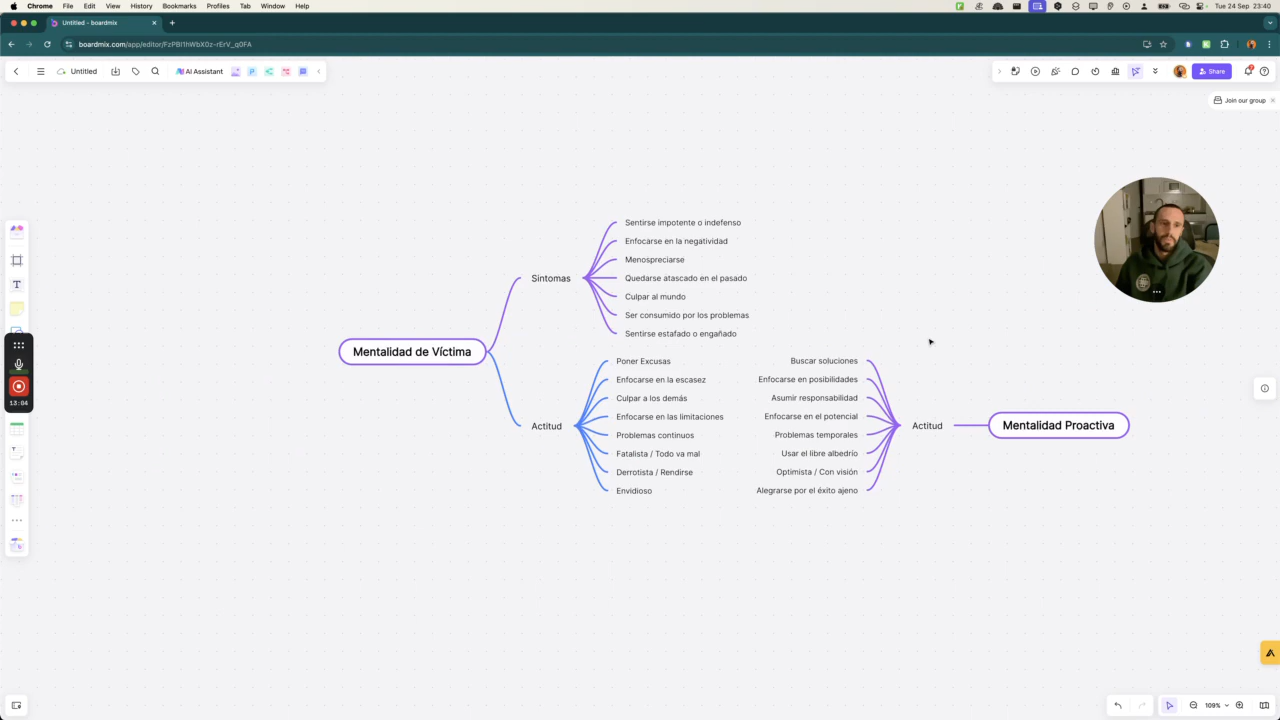 Chrome File Edit View History Bookmarks Profiles Tab Window Help
Tue 24 Sep 23:40
Untitled - boardmix
boardmix.com/app/editor/FzPBI1hWbX0z-rErV_q0FA
Untitled
AI Assistant
Share
Join our group
Sentirse impotente o indefenso
Enfocarse en la negatividad
Menospreciarse
Sintomas
Quedarse atascado en el pasado
Culpar al mundo
Ser consumido por los problemas
Sentirse estafado o engañado
Mentalidad de Víctima
Poner Excusas
Enfocarse en la escasez
Culpar a los demás
Enfocarse en las limitaciones
Actitud
Problemas continuos
Fatalista / Todo va mal
Derrotista / Rendirse
Envidioso
Buscar soluciones
Enfocarse en posibilidades
Asumir responsabilidad
Enfocarse en el potencial
Actitud
Mentalidad Proactiva
Problemas temporales
Usar el libre albedrío
Optimista / Con visión
Alegrarse por el éxito ajeno
13:04
109%